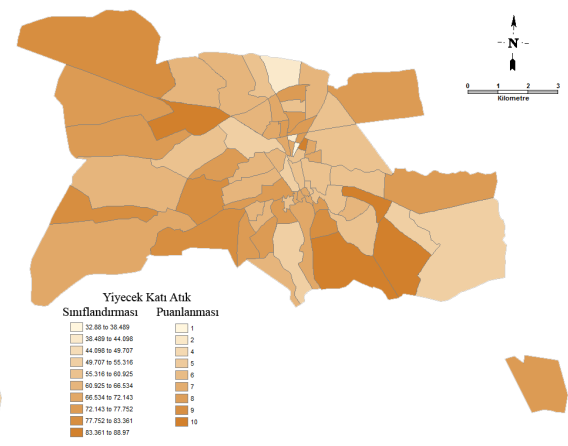 N
0 1 2 3
Kilometre
Yiyecek Katı Atık
Sınıflandırması Puanlanması
32.88 to 38.489 1
38.489 to 44.098 2
44.098 to 49.707 4
49.707 to 55.316 5
55.316 to 60.925 6
60.925 to 66.534 7
66.534 to 72.143 8
72.143 to 77.752 9
77.752 to 83.361 10
83.361 to 88.97